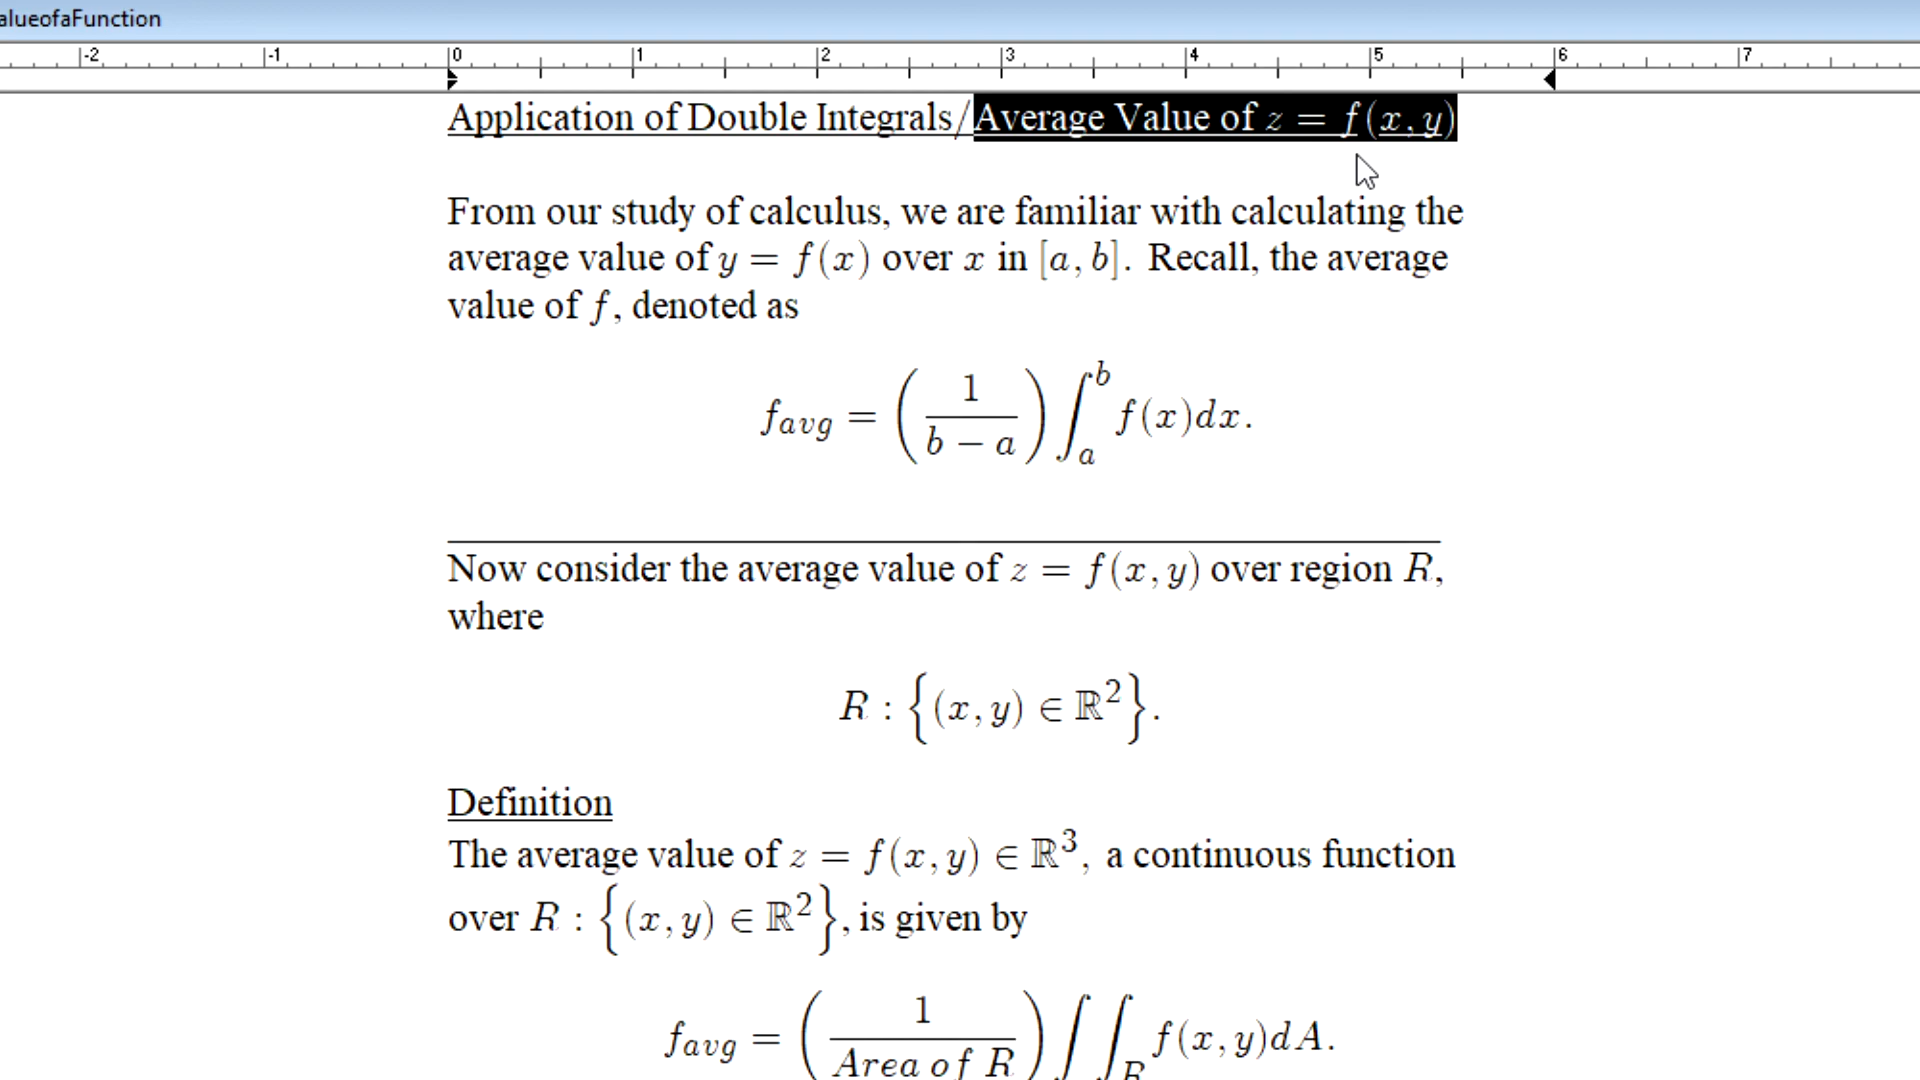 alueofaFunction
-2 -1 0 1 2 3 4 5 6 7
Application of Double Integrals/Average Value of z = f(x, y)
From our study of calculus, we are familiar with calculating the
average value of y = f(x) over x in [a, b]. Recall, the average
value of f, denoted as
f_avg = (1/(b − a)) ∫_a^b f(x)dx.
Now consider the average value of z = f(x, y) over region R,
where
R : {(x, y) ∈ ℝ²}.
Definition
The average value of z = f(x, y) ∈ ℝ³, a continuous function
over R : {(x, y) ∈ ℝ²}, is given by
f_avg = (1/(Area of R)) ∫∫_R f(x, y)dA.